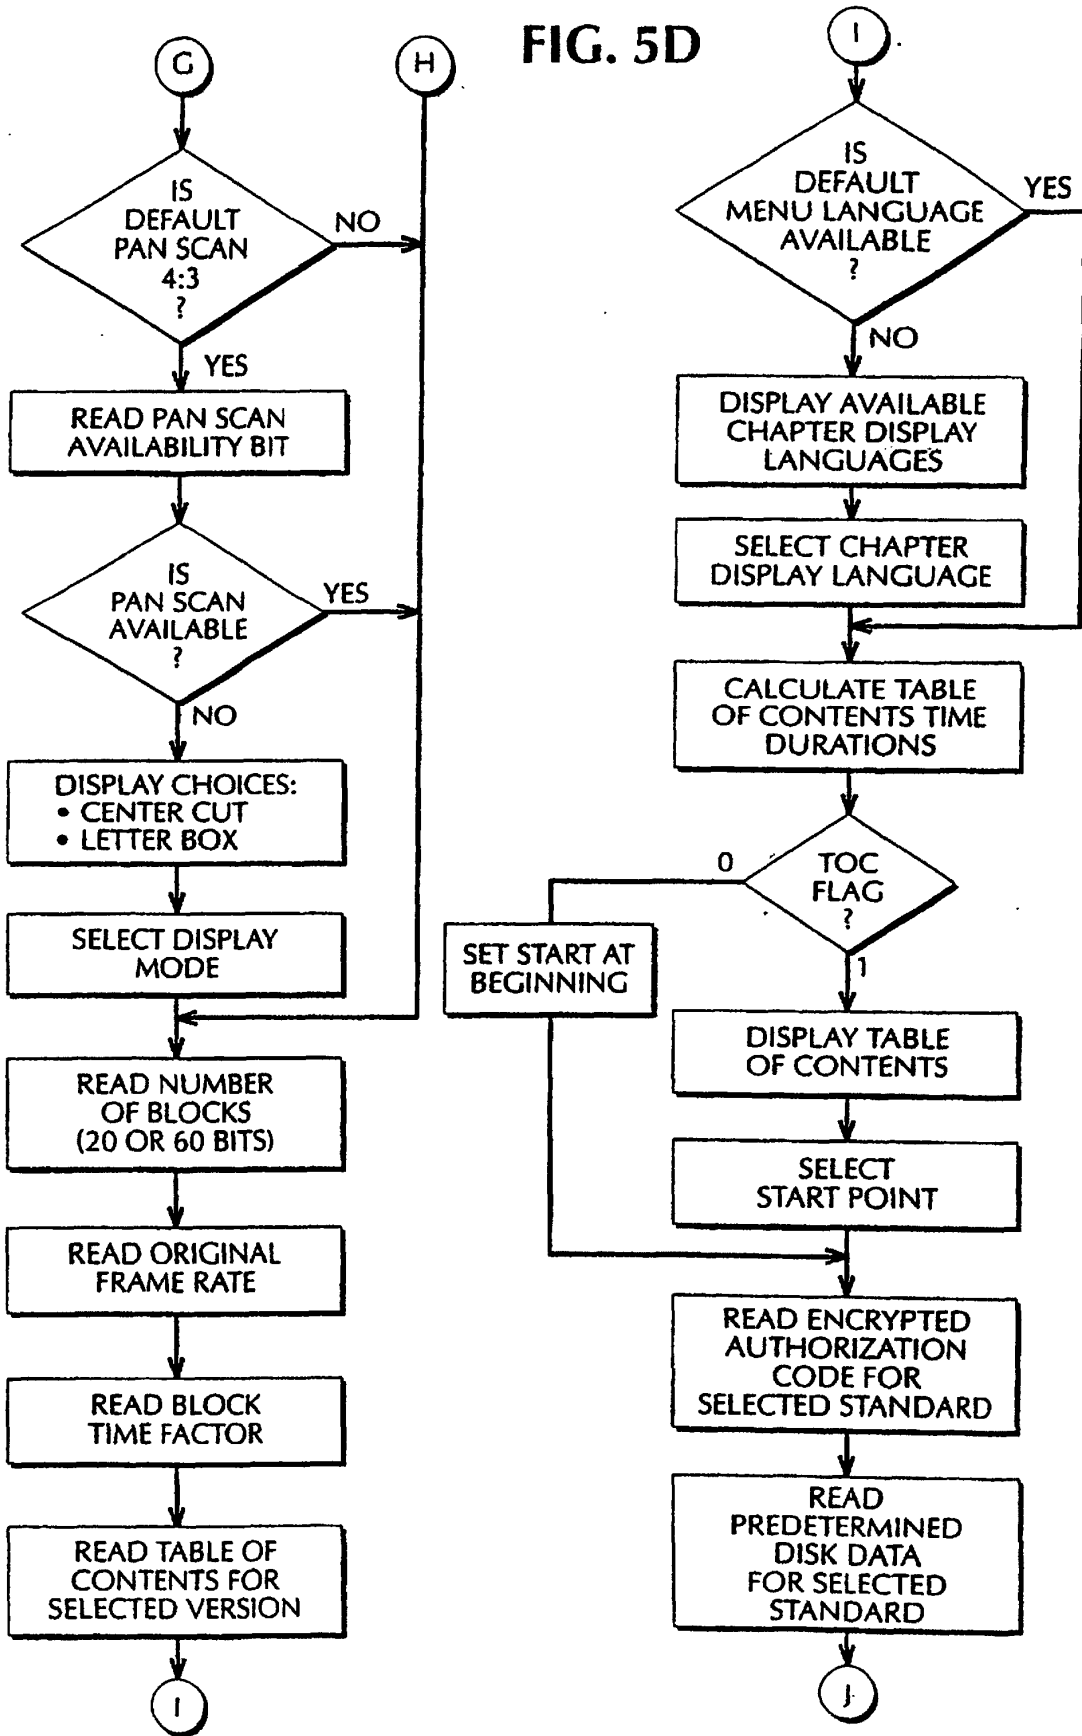 FIG. 5D
G
H
IS
DEFAULT
PAN SCAN
4:3
?
NO
YES
READ PAN SCAN
AVAILABILITY BIT
IS
PAN SCAN
AVAILABLE
?
YES
NO
DISPLAY CHOICES:
• CENTER CUT
• LETTER BOX
SELECT DISPLAY
MODE
READ NUMBER
OF BLOCKS
(20 OR 60 BITS)
READ ORIGINAL
FRAME RATE
READ BLOCK
TIME FACTOR
READ TABLE OF
CONTENTS FOR
SELECTED VERSION
I
I
IS
DEFAULT
MENU LANGUAGE
AVAILABLE
?
YES
NO
DISPLAY AVAILABLE
CHAPTER DISPLAY
LANGUAGES
SELECT CHAPTER
DISPLAY LANGUAGE
CALCULATE TABLE
OF CONTENTS TIME
DURATIONS
TOC
FLAG
?
0
1
SET START AT
BEGINNING
DISPLAY TABLE
OF CONTENTS
SELECT
START POINT
READ ENCRYPTED
AUTHORIZATION
CODE FOR
SELECTED STANDARD
READ
PREDETERMINED
DISK DATA
FOR SELECTED
STANDARD
J